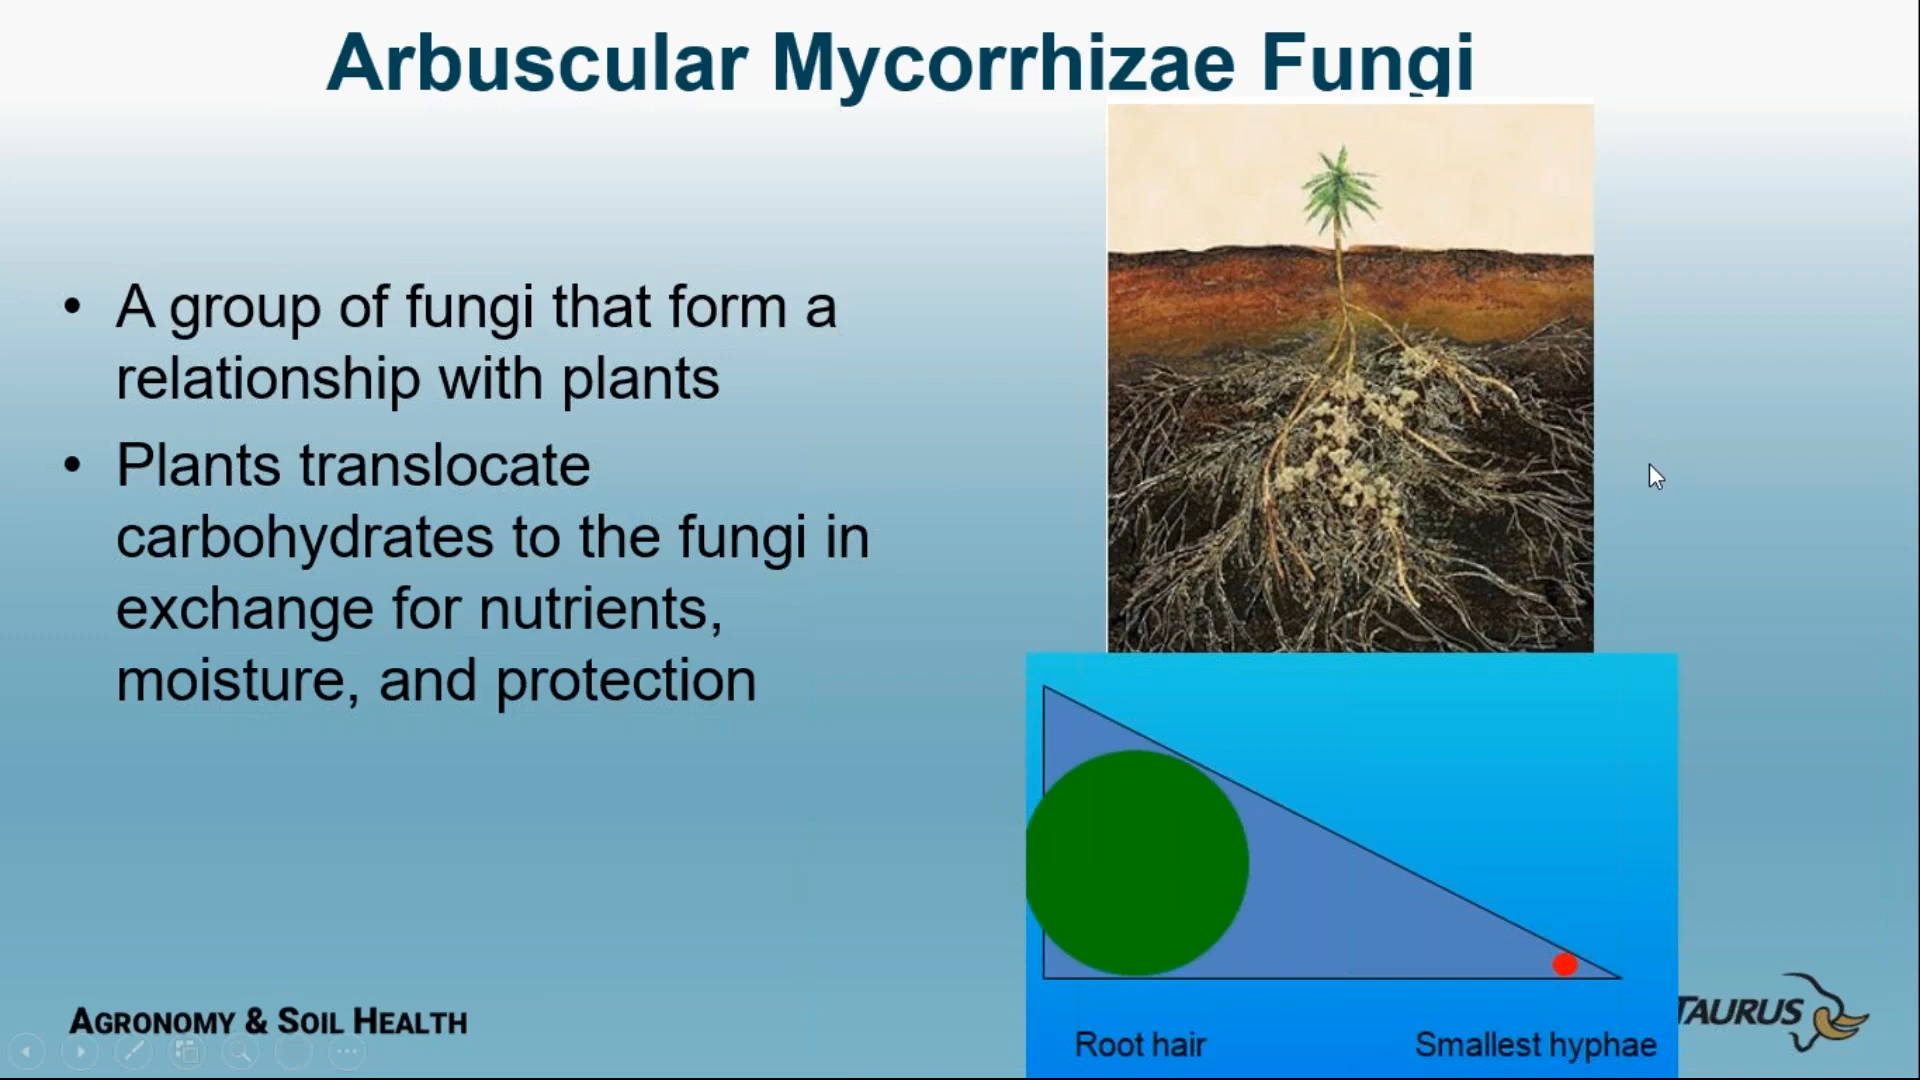 Arbuscular Mycorrhizae Fungi
• A group of fungi that form a
relationship with plants
• Plants translocate
carbohydrates to the fungi in
exchange for nutrients,
moisture, and protection
Root hair
Smallest hyphae
AGRONOMY & SOIL HEALTH
TAURUS